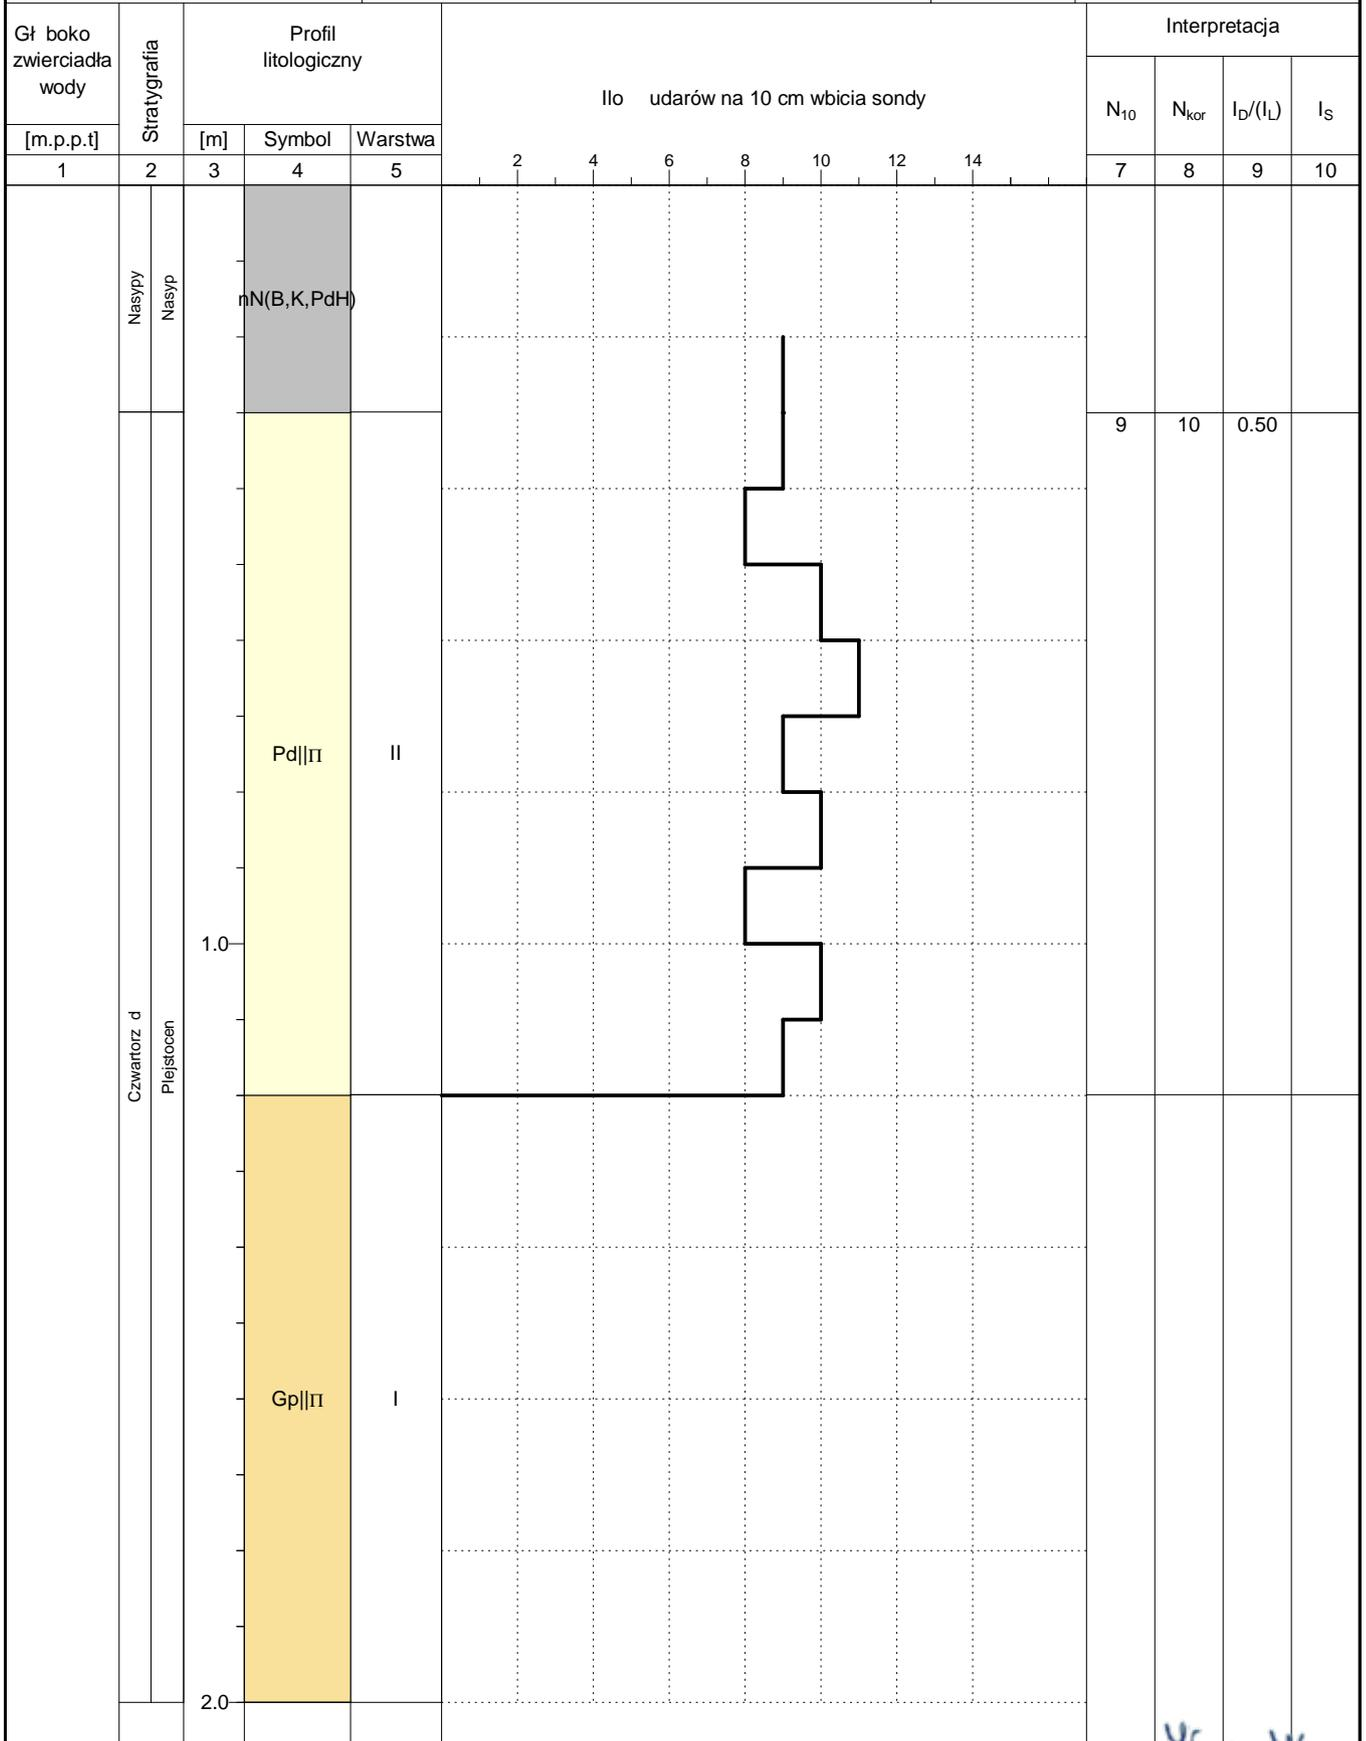 Gł boko
zwierciadła
wody
[m.p.p.t]
1
Stratygrafia
2
Profil
litologiczny
[m]
Symbol
Warstwa
3
4
5
Ilo udarów na 10 cm wbicia sondy
2 4 6 8 10 12 14
Interpretacja
N10
Nkor
ID/(IL)
IS
7
8
9
10
Nasypy
Nasyp
nN(B,K,PdH)
9 10 0.50
Pd||Π
II
1.0
Czwartorz d
Plejstocen
Gp||Π
I
2.0